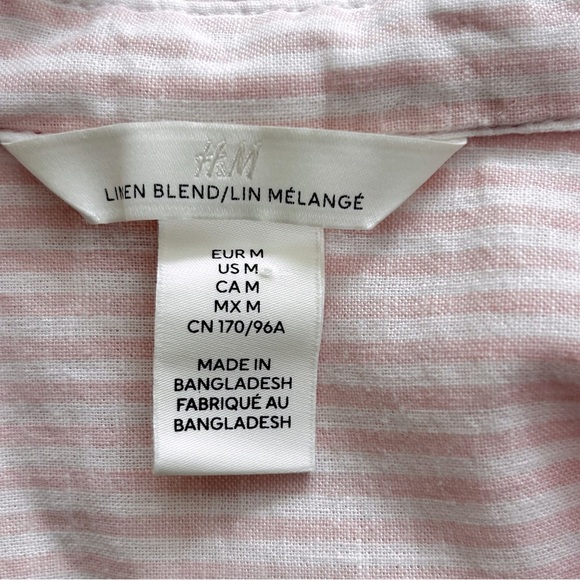 H&M
LINEN BLEND/LIN MÉLANGÉ
EUR M
US M
CA M
MX M
CN 170/96A
MADE IN
BANGLADESH
FABRIQUÉ AU
BANGLADESH